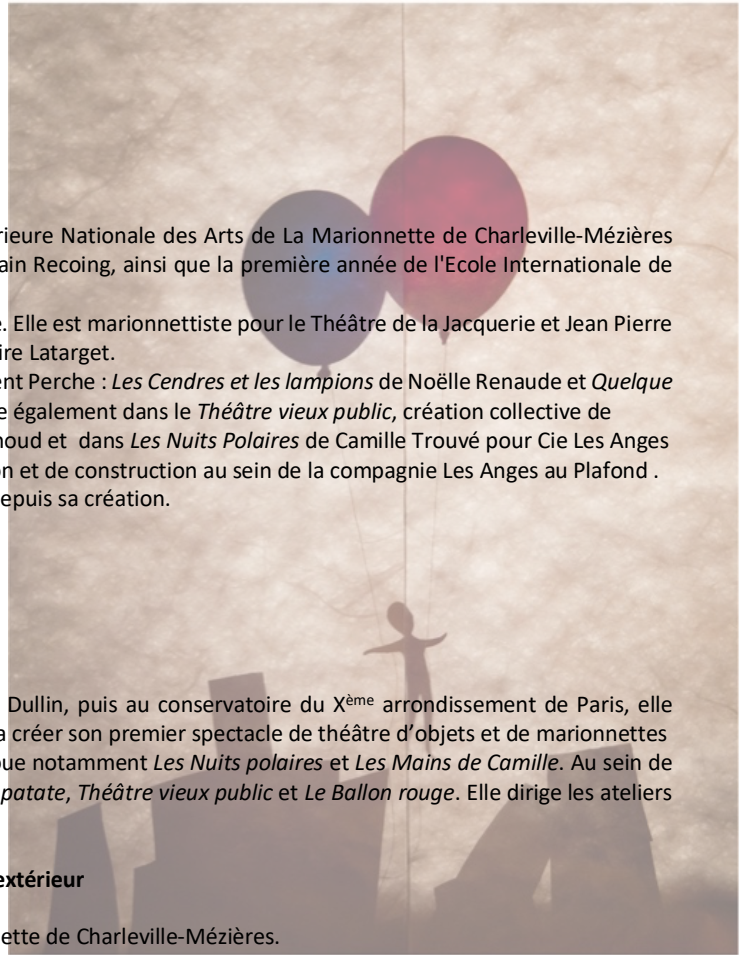 rieure Nationale des Arts de La Marionnette de Charleville-Mézières
ain Recoing, ainsi que la première année de l'Ecole Internationale de
. Elle est marionnettiste pour le Théâtre de la Jacquerie et Jean Pierre
ire Latarget.
ent Perche : Les Cendres et les lampions de Noëlle Renaude et Quelque
e également dans le Théâtre vieux public, création collective de
noud et dans Les Nuits Polaires de Camille Trouvé pour Cie Les Anges
on et de construction au sein de la compagnie Les Anges au Plafond .
epuis sa création.
Dullin, puis au conservatoire du Xème arrondissement de Paris, elle
a créer son premier spectacle de théâtre d’objets et de marionnettes
oue notamment Les Nuits polaires et Les Mains de Camille. Au sein de
patate, Théâtre vieux public et Le Ballon rouge. Elle dirige les ateliers
extérieur
ette de Charleville-Mézières.